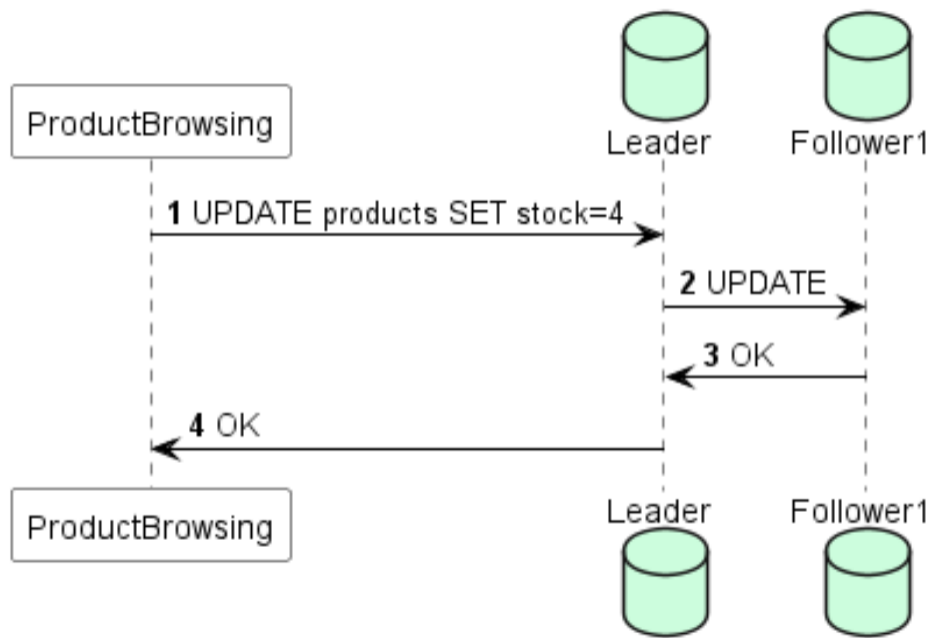 ProductBrowsing
Leader
Follower1
1 UPDATE products SET stock=4
2 UPDATE
3 OK
4 OK
ProductBrowsing
Leader
Follower1